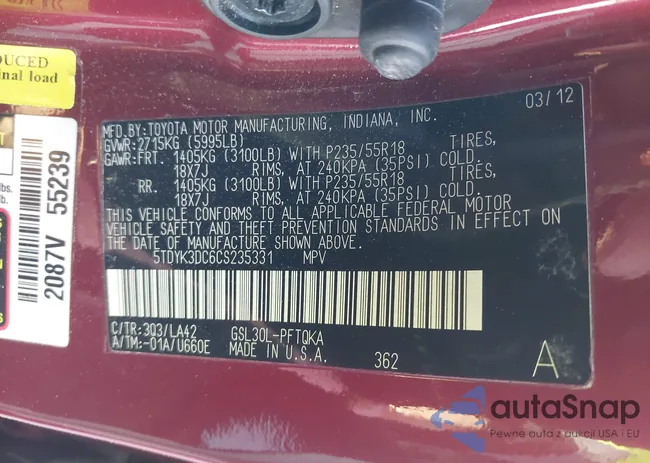 DUCED
inal load
lbs.
lb.
2087V 55239
03/12
MFD.BY:TOYOTA MOTOR MANUFACTURING, INDIANA, INC.
GVWR:2715KG (5995LB)
GAWR:FRT. 1405KG (3100LB) WITH P235/55R18 TIRES,
18X7J RIMS, AT 240KPA (35PSI) COLD.
RR. 1405KG (3100LB) WITH P235/55R18 TIRES,
18X7J RIMS, AT 240KPA (35PSI) COLD.
THIS VEHICLE CONFORMS TO ALL APPLICABLE FEDERAL MOTOR
VEHICLE SAFETY AND THEFT PREVENTION STANDARDS IN EFFECT ON
THE DATE OF MANUFACTURE SHOWN ABOVE.
5TDYK3DC6CS235331 MPV
C/TR:3Q3/LA42 GSL30L-PFTQKA
A/TM:-01A/U660E MADE IN U.S.A. 362
A
autaSnap
Pewne auta z aukcji USA i EU